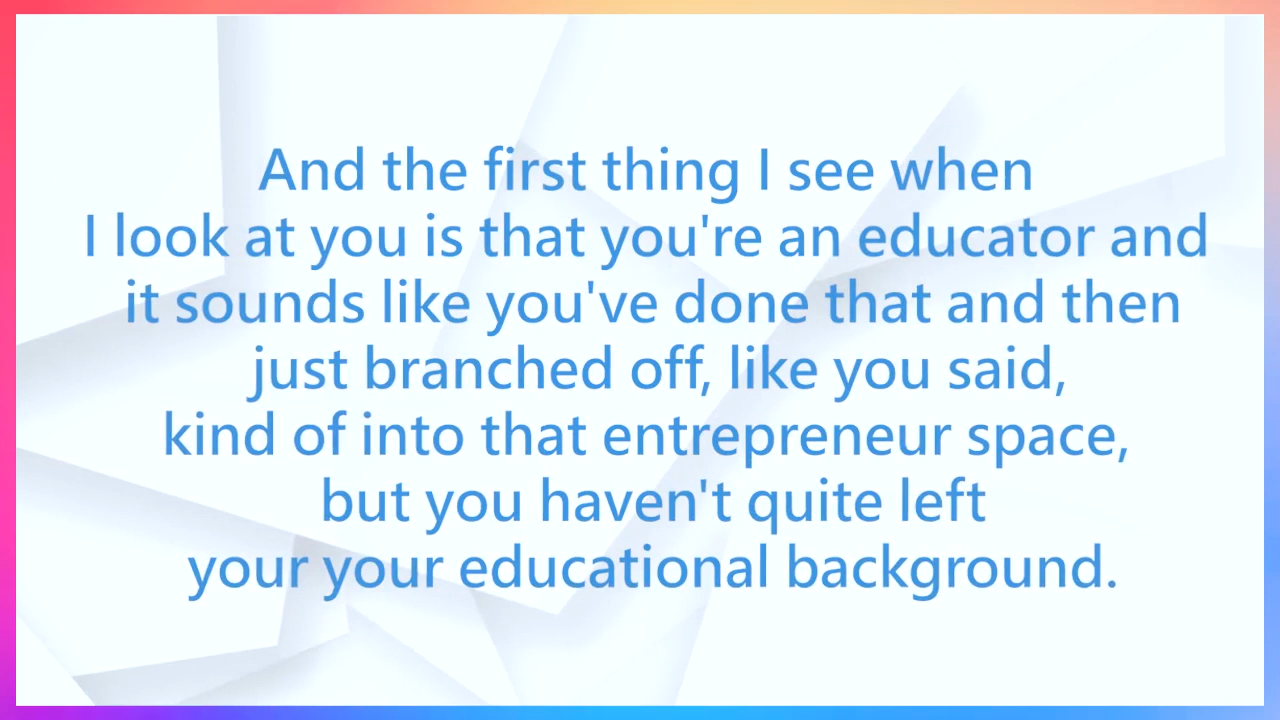 And the first thing I see when
I look at you is that you're an educator and
it sounds like you've done that and then
just branched off, like you said,
kind of into that entrepreneur space,
but you haven't quite left
your your educational background.